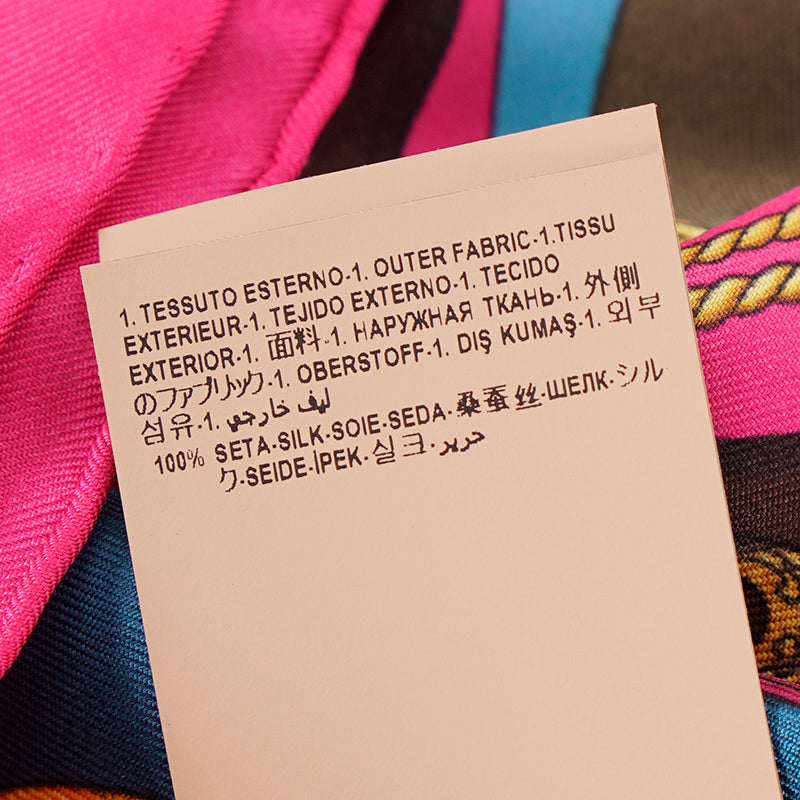 1. TESSUTO ESTERNO-1. OUTER FABRIC-1.TISSU
EXTERIEUR-1. TEJIDO EXTERNO-1. TECIDO
EXTERIOR-1. 面料-1. НАРУЖНАЯ ТКАНЬ-1. 外側
のファブリック-1. OBERSTOFF-1. DIŞ KUMAŞ-1. 외부
섬유-1. ليف خارجي
100% SETA-SILK-SOIE-SEDA-桑蚕丝-ШЕЛК-シル
ク-SEIDE-İPEK-실크-حرير